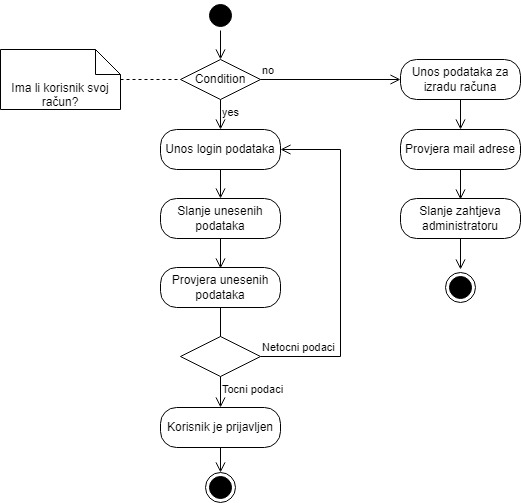 Ima li korisnik svoj
račun?
Condition
no
yes
Unos podataka za
izradu računa
Unos login podataka
Provjera mail adrese
Slanje unesenih
podataka
Slanje zahtjeva
administratoru
Provjera unesenih
podataka
Netocni podaci
Tocni podaci
Korisnik je prijavljen